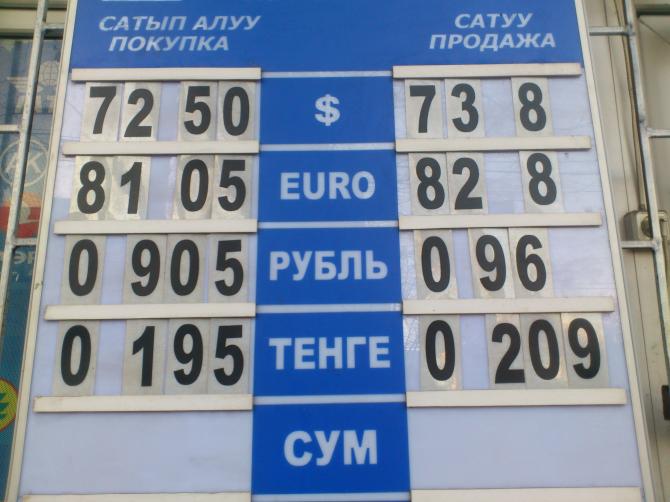 САТЫП АЛУУ САТУУ
ПОКУПКА ПРОДАЖА
72 50 $ 73 8
81 05 EURO 82 8
0 905 РУБЛЬ 0 96
0 195 ТЕНГЕ 0 209
СУМ